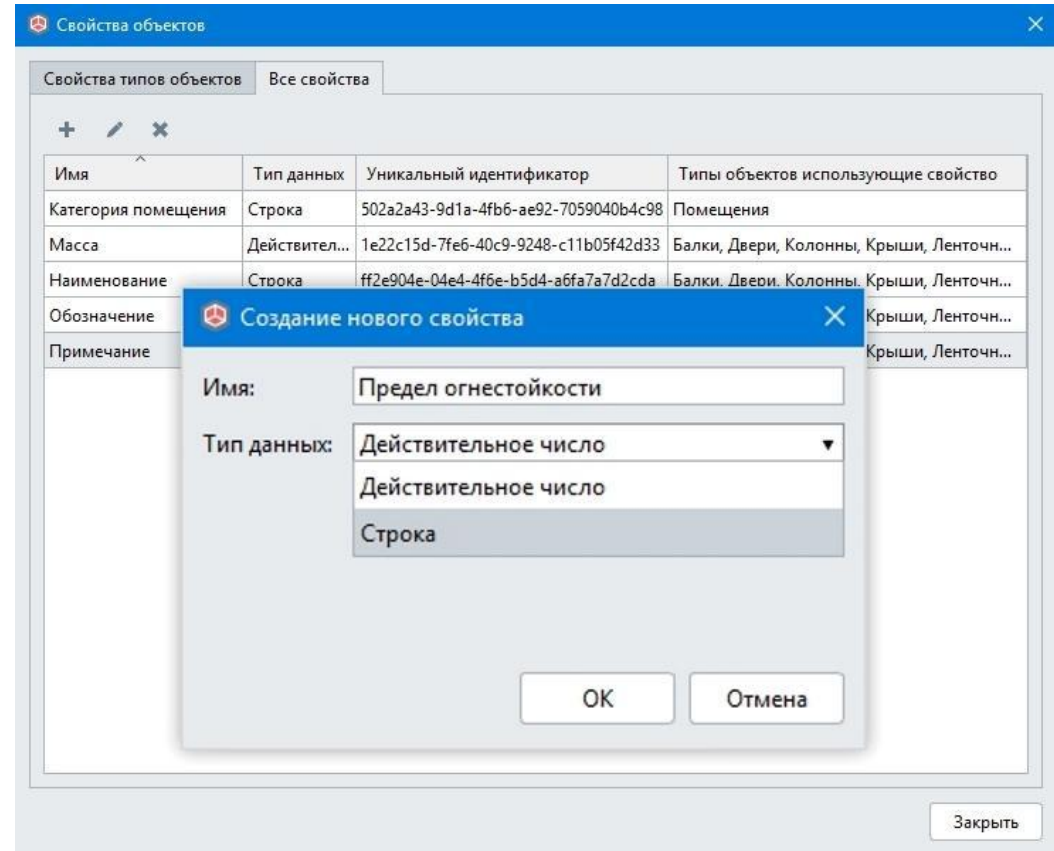 Свойства объектов
Свойства типов объектов Все свойства
Имя Тип данных Уникальный идентификатор Типы объектов использующие свойство
Категория помещения Строка 502a2a43-9d1a-4fb6-ae92-7059040b4c98 Помещения
Масса Действител... 1e22c15d-7fe6-40c9-9248-c11b05f42d33 Балки, Двери, Колонны, Крыши, Ленточн...
Наименование Строка ff2e904e-04e4-4f6e-b5d4-a6fa7a7d2cda Балки, Двери, Колонны, Крыши, Ленточн...
Обозначение Крыши, Ленточн...
Примечание Крыши, Ленточн...
Создание нового свойства
Имя: Предел огнестойкости
Тип данных: Действительное число
Действительное число
Строка
OK Отмена
Закрыть